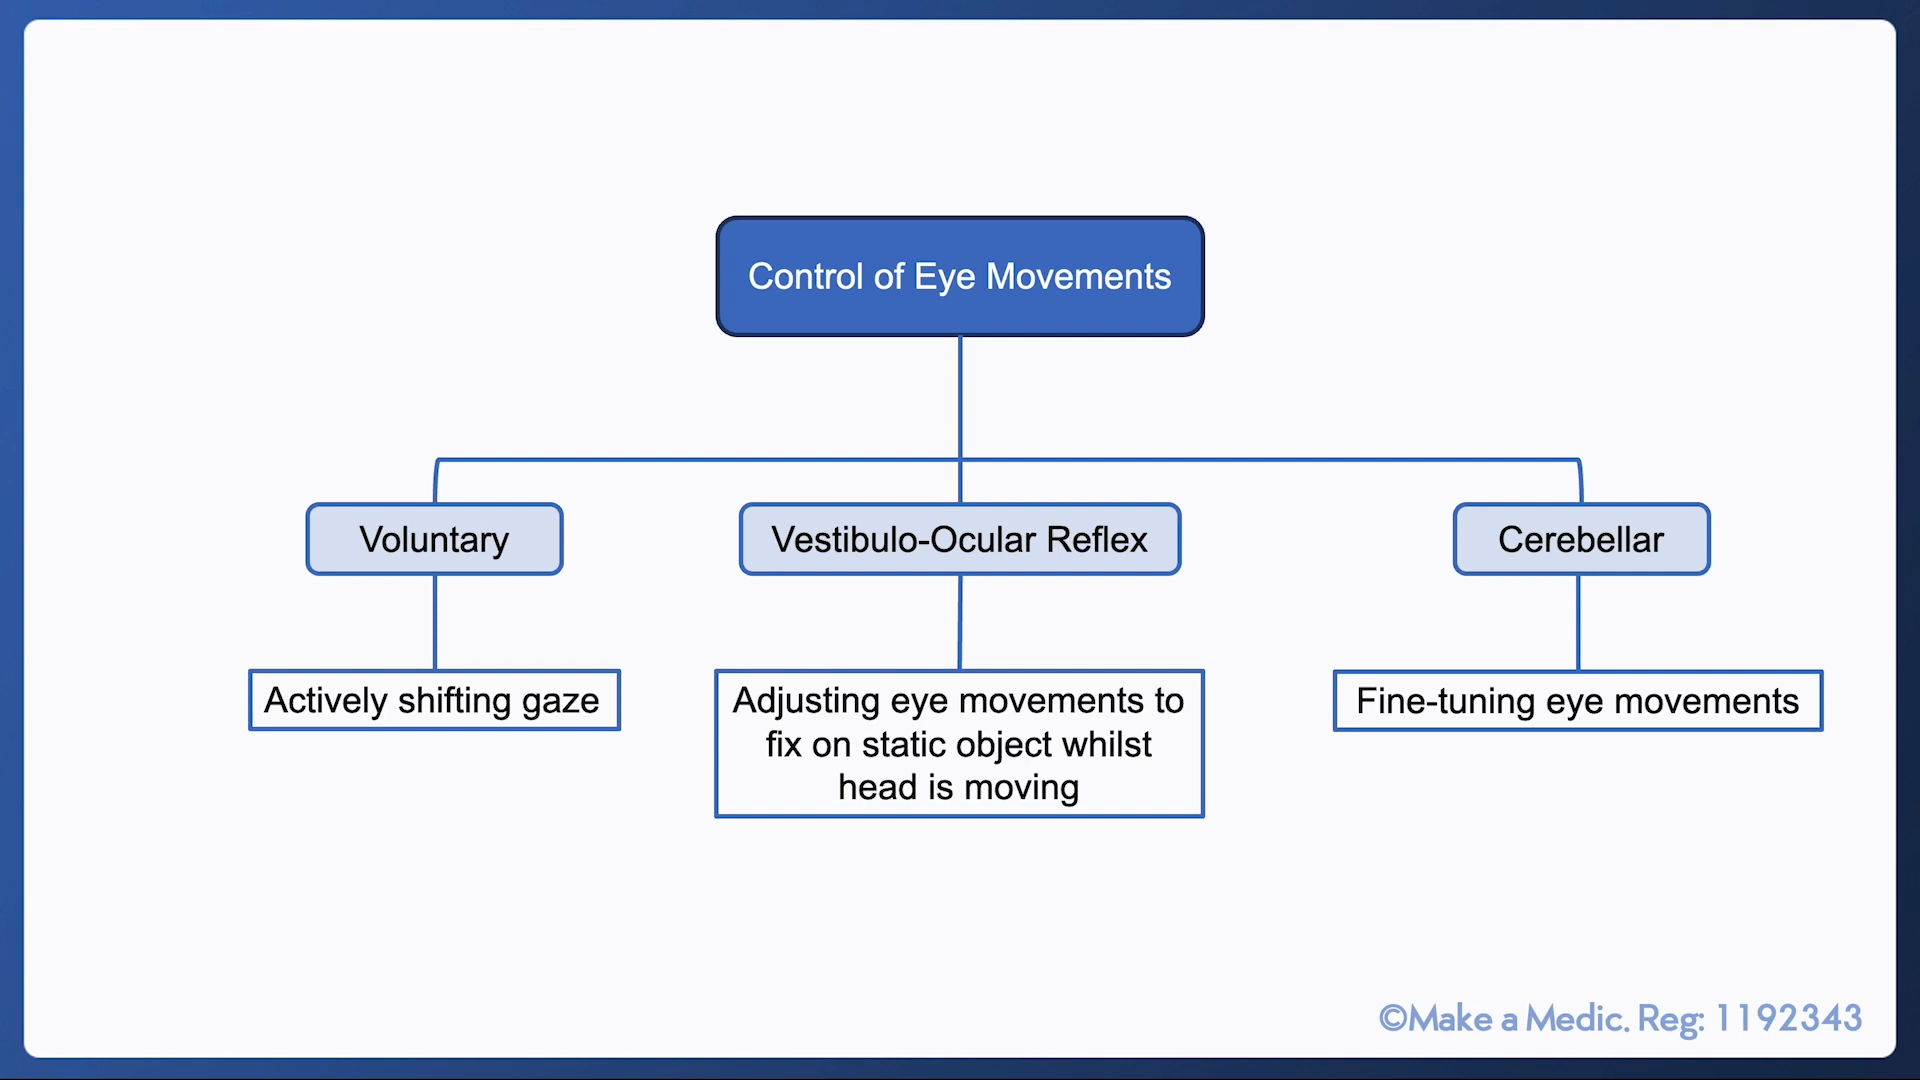 Control of Eye Movements
Voluntary
Vestibulo-Ocular Reflex
Cerebellar
Actively shifting gaze
Adjusting eye movements to
fix on static object whilst
head is moving
Fine-tuning eye movements
©Make a Medic. Reg: 1192343